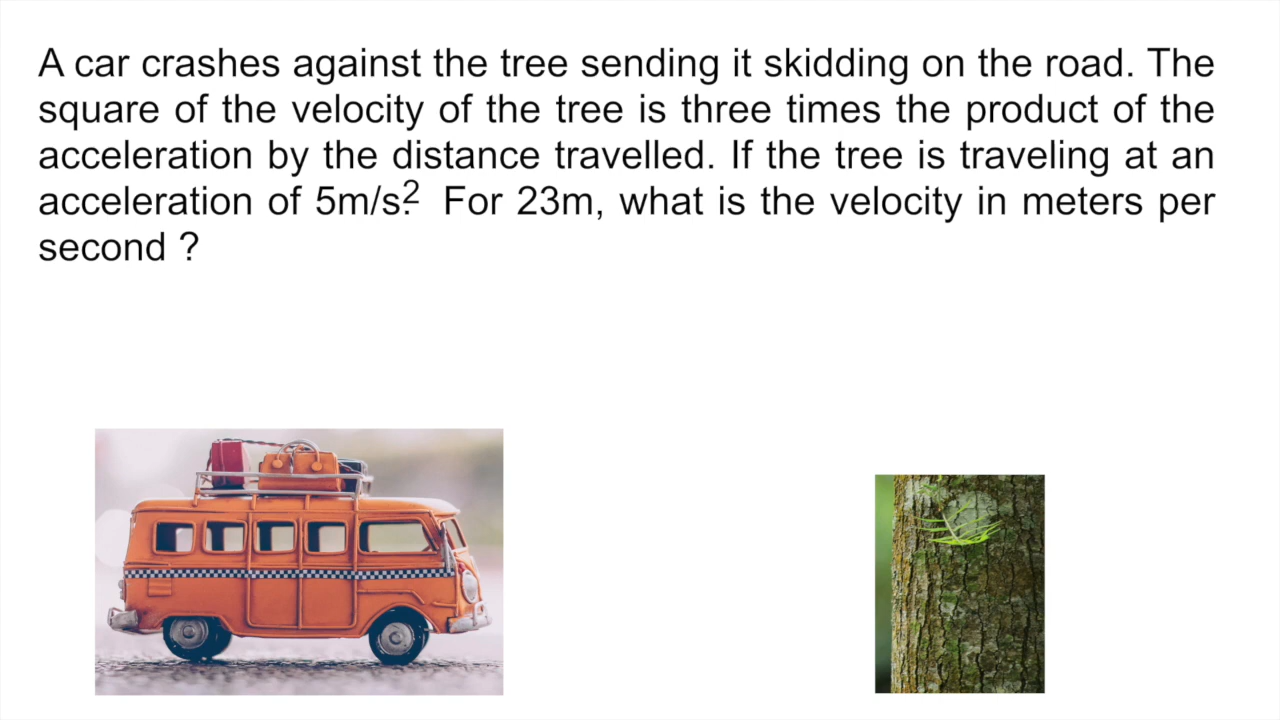 A car crashes against the tree sending it skidding on the road. The
square of the velocity of the tree is three times the product of the
acceleration by the distance travelled. If the tree is traveling at an
acceleration of 5m/s.² For 23m, what is the velocity in meters per
second ?